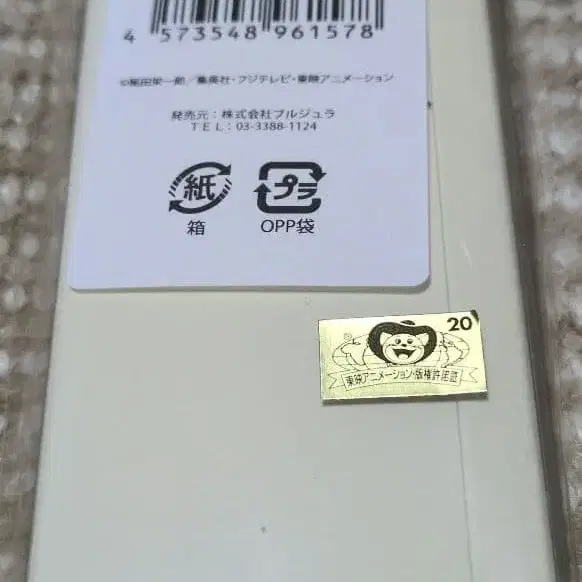 4 573548 961578
©尾田栄一郎／集英社・フジテレビ・東映アニメーション
発売元：株式会社ブルジュラ
TEL：03-3388-1124
紙
プラ
箱
OPP袋
20
東映アニメーション・版権許諾証